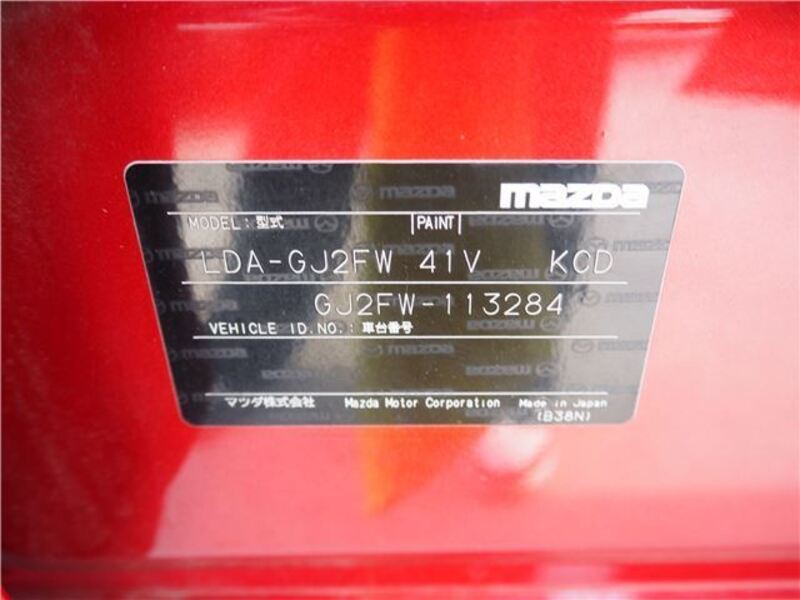 mazda
MODEL : 型式 PAINT
LDA-GJ2FW 41V KCD
GJ2FW-113284
VEHICLE ID.NO. : 車台番号
マツダ株式会社 Mazda Motor Corporation Made in Japan
(B38N)